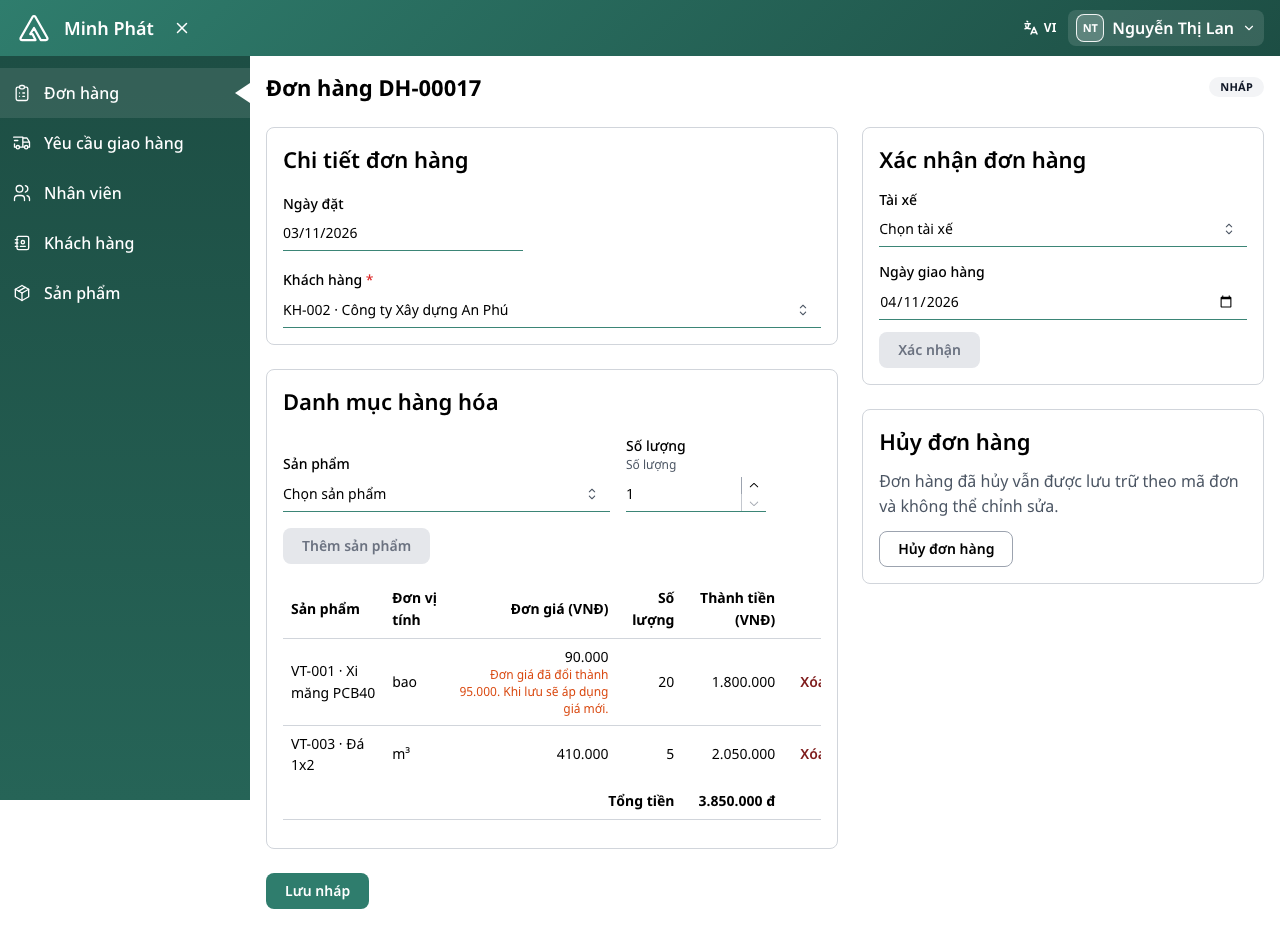 Minh Phát
VI
NT
Nguyễn Thị Lan
Đơn hàng
Yêu cầu giao hàng
Nhân viên
Khách hàng
Sản phẩm
Đơn hàng DH-00017
NHÁP
Chi tiết đơn hàng
Ngày đặt
03/11/2026
Khách hàng *
KH-002 · Công ty Xây dựng An Phú
Danh mục hàng hóa
Sản phẩm
Chọn sản phẩm
Số lượng
Số lượng
1
Thêm sản phẩm
Sản phẩm
Đơn vị
tính
Đơn giá (VNĐ)
Số
lượng
Thành tiền
(VNĐ)
VT-001 · Xi
măng PCB40
bao
90.000
Đơn giá đã đổi thành
95.000. Khi lưu sẽ áp dụng
giá mới.
20
1.800.000
Xóa
VT-003 · Đá
1x2
m³
410.000
5
2.050.000
Xóa
Tổng tiền
3.850.000 đ
Lưu nháp
Xác nhận đơn hàng
Tài xế
Chọn tài xế
Ngày giao hàng
04/11/2026
Xác nhận
Hủy đơn hàng
Đơn hàng đã hủy vẫn được lưu trữ theo mã đơn
và không thể chỉnh sửa.
Hủy đơn hàng